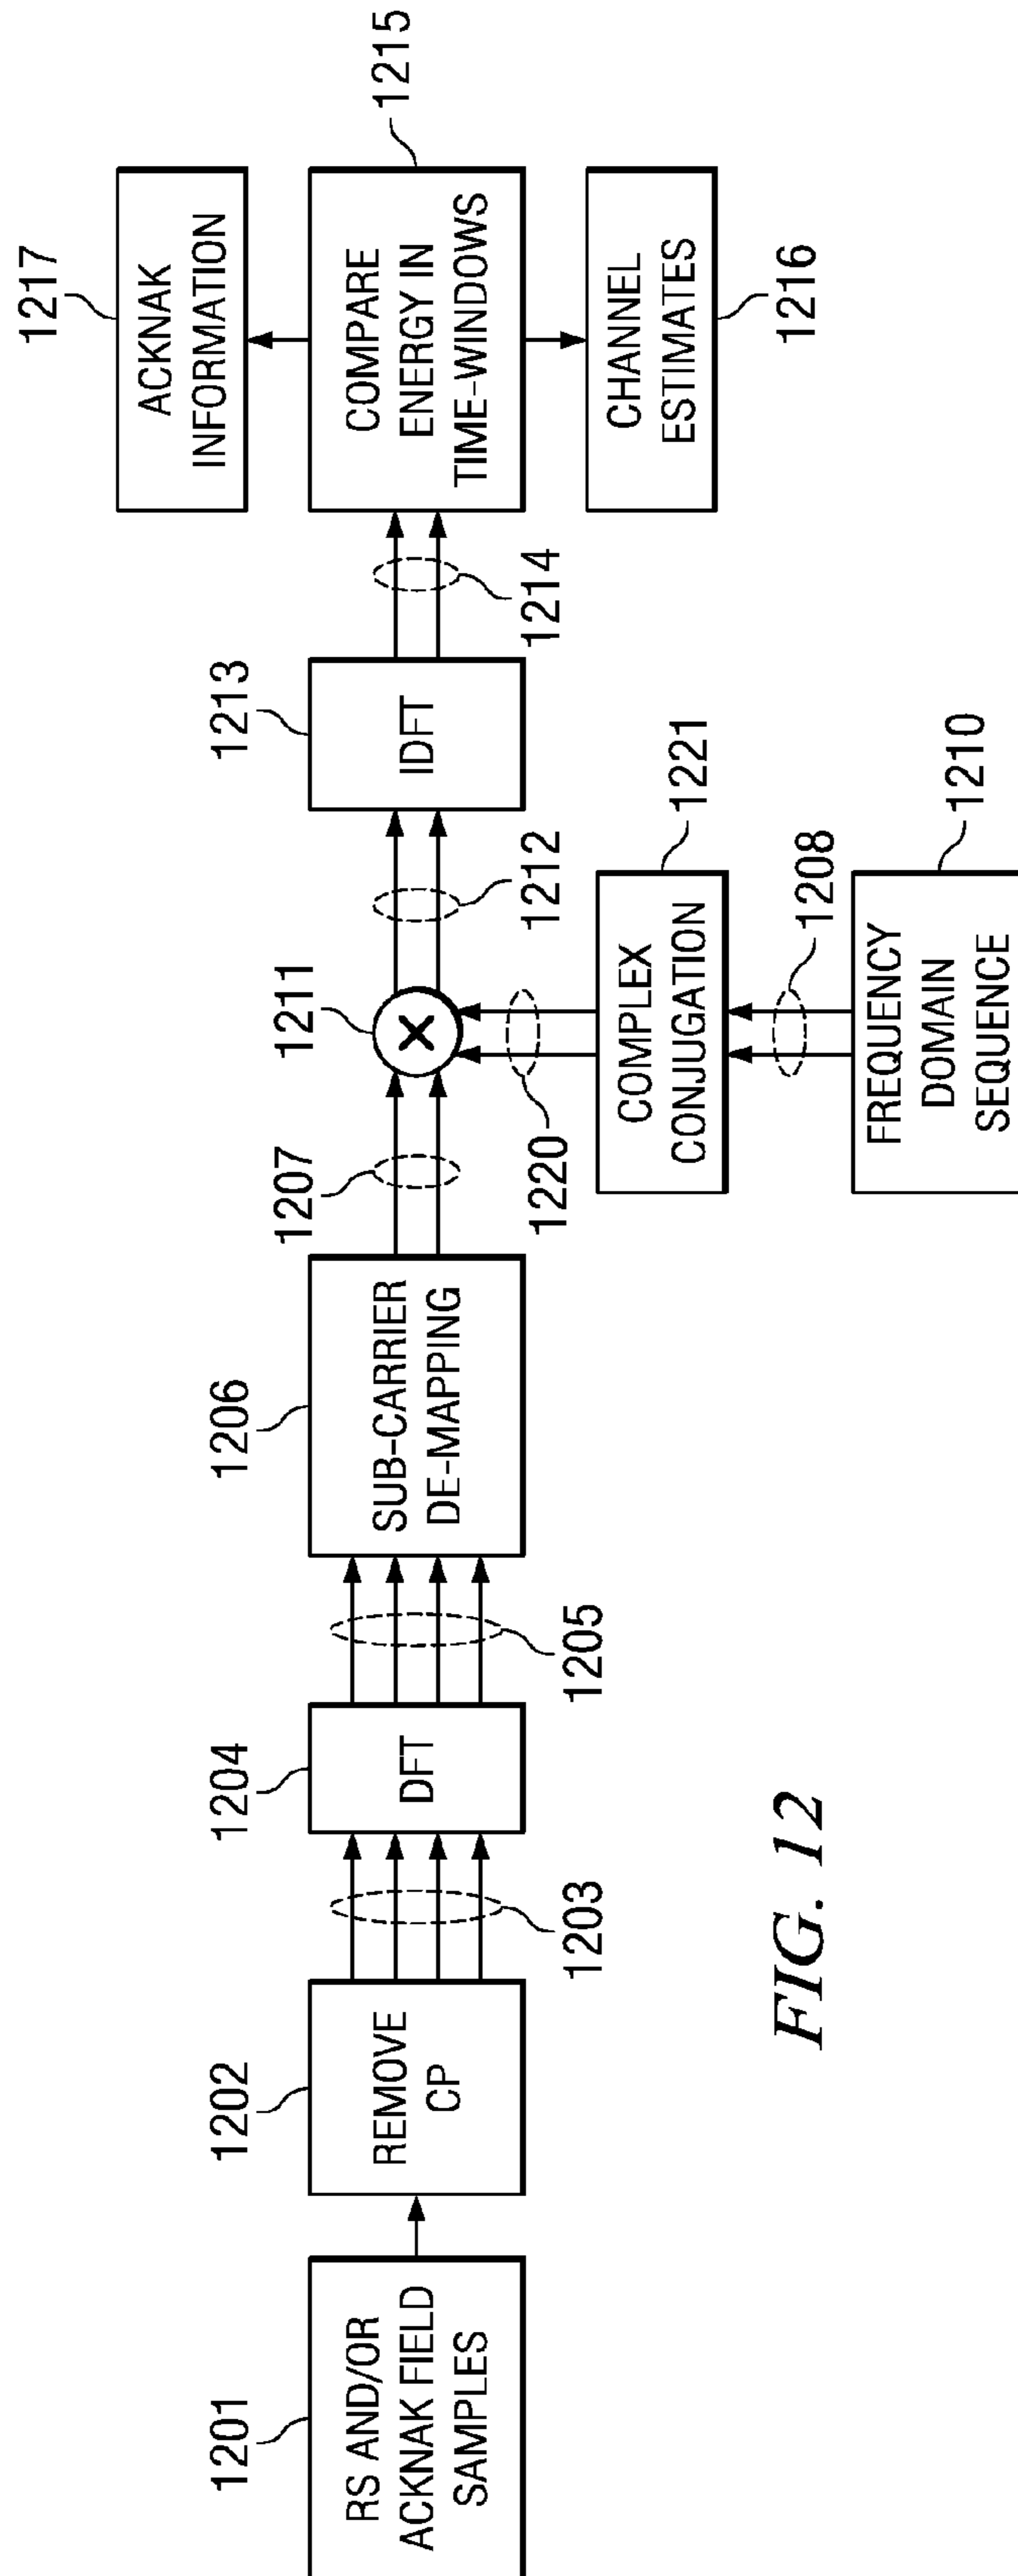 1201
RS AND/OR
ACKNAK FIELD
SAMPLES
1202
REMOVE
CP
1203
1204
DFT
1205
1206
SUB-CARRIER
DE-MAPPING
1207
1211
×
1212
1213
IDFT
1214
COMPARE
ENERGY IN
TIME-WINDOWS
1215
1217
ACKNAK
INFORMATION
CHANNEL
ESTIMATES
1216
1220
COMPLEX
CONJUGATION
1221
1208
FREQUENCY
DOMAIN
SEQUENCE
1210
FIG. 12